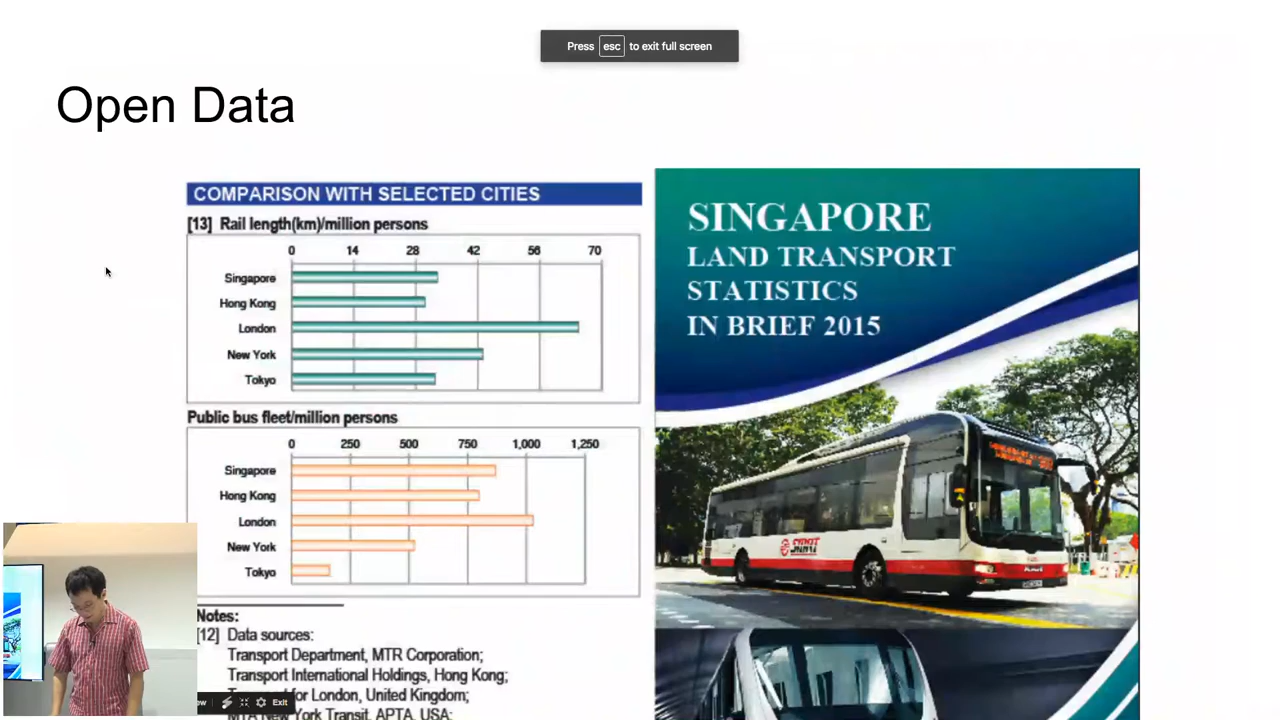 Press esc to exit full screen
Open Data
COMPARISON WITH SELECTED CITIES
[13] Rail length(km)/million persons
0 14 28 42 56 70
Singapore
Hong Kong
London
New York
Tokyo
Public bus fleet/million persons
0 250 500 750 1,000 1,250
Singapore
Hong Kong
London
New York
Tokyo
Notes:
[12] Data sources:
Transport Department, MTR Corporation;
Transport International Holdings, Hong Kong;
for London, United Kingdom;
MTA New York Transit, APTA, USA;
Exit
SINGAPORE
LAND TRANSPORT
STATISTICS
IN BRIEF 2015
SMRT